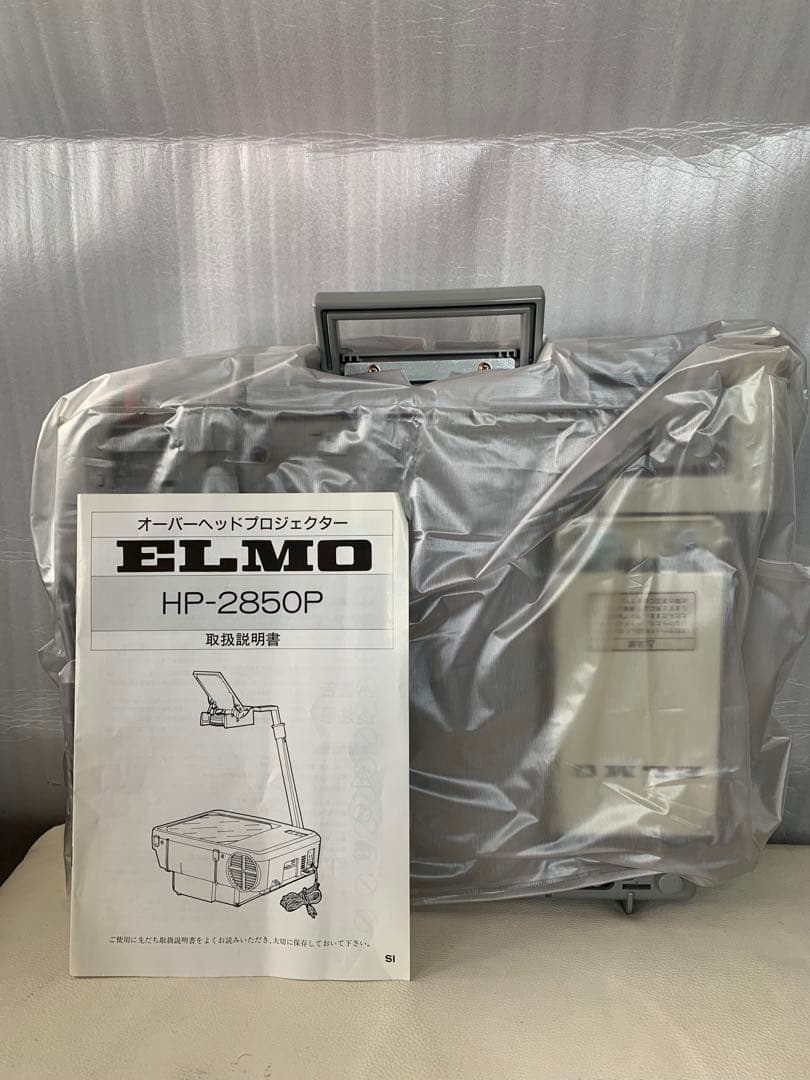 オーバーヘッドプロジェクター
ELMO
HP-2850P
取扱説明書
ご使用に先だち取扱説明書をよくお読みいただき、大切に保存しておいて下さい。
SI
ELMO